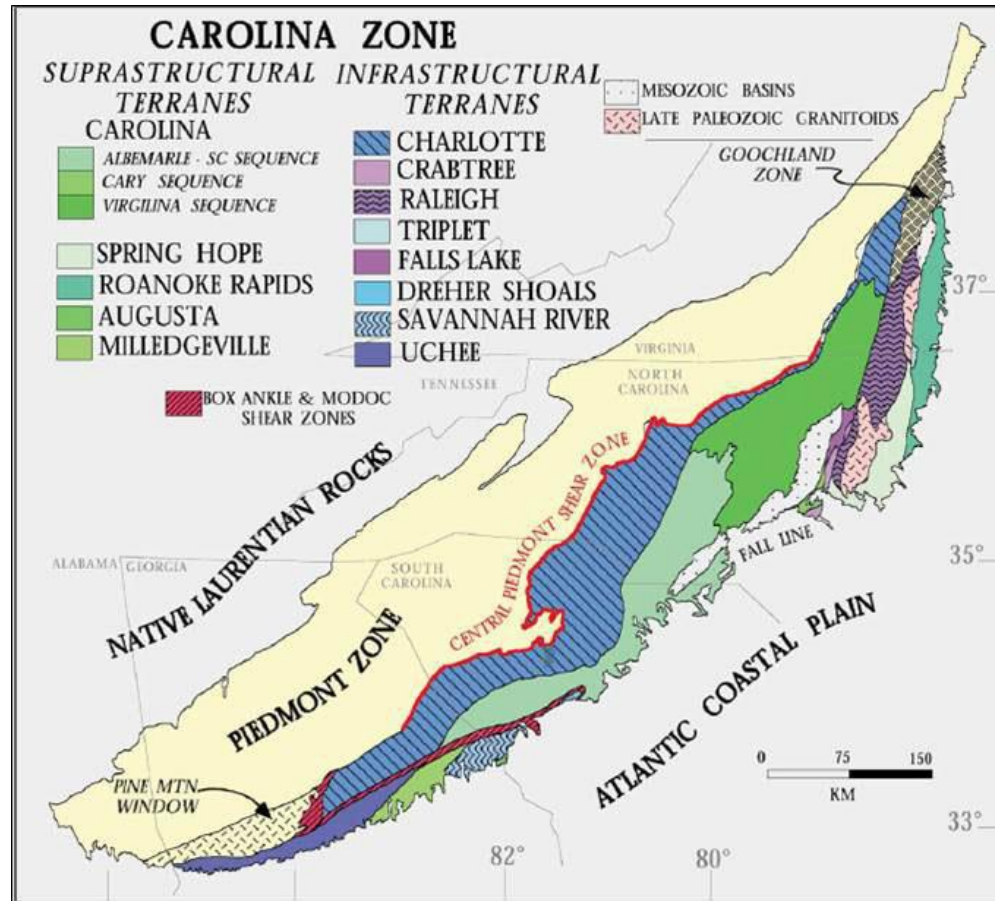 CAROLINA ZONE
SUPRASTRUCTURAL
TERRANES
CAROLINA
ALBEMARLE - SC SEQUENCE
CARY SEQUENCE
VIRGILINA SEQUENCE
SPRING HOPE
ROANOKE RAPIDS
AUGUSTA
MILLEDGEVILLE
INFRASTRUCTURAL
TERRANES
CHARLOTTE
CRABTREE
RALEIGH
TRIPLET
FALLS LAKE
DREHER SHOALS
SAVANNAH RIVER
UCHEE
BOX ANKLE & MODOC
SHEAR ZONES
MESOZOIC BASINS
LATE PALEOZOIC GRANITOIDS
GOOCHLAND
ZONE
37°
VIRGINIA
NORTH
CAROLINA
TENNESSEE
NATIVE LAURENTIAN ROCKS
CENTRAL PIEDMONT SHEAR ZONE
FALL LINE
35°
ALABAMA
GEORGIA
SOUTH
CAROLINA
PIEDMONT ZONE
ATLANTIC COASTAL PLAIN
PINE MTN.
WINDOW
0 75 150
KM
33°
82°
80°